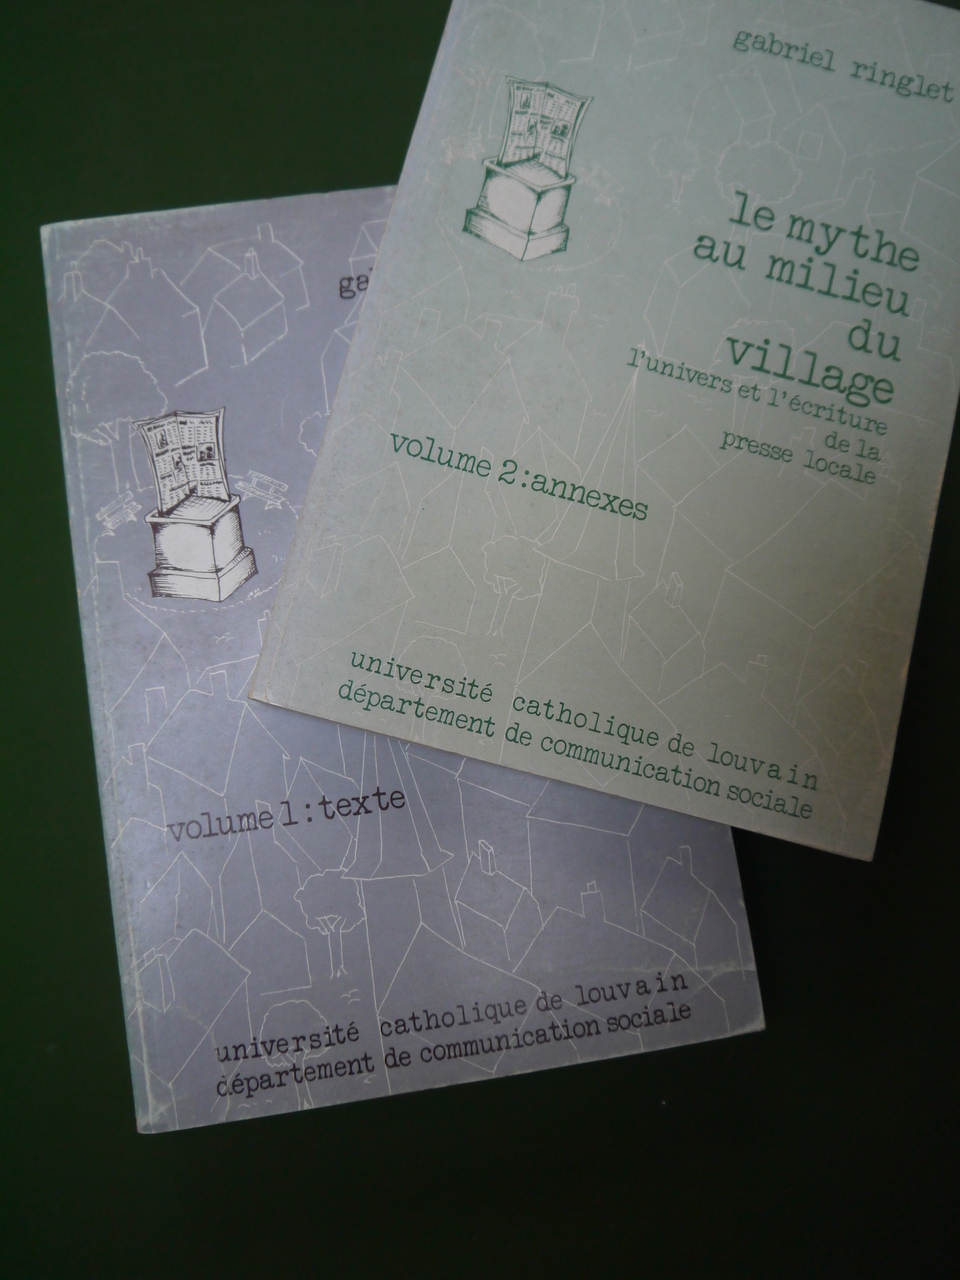 gabriel ringlet
le mythe
au milieu
du
village
l'univers et l'écriture
de la
presse locale
volume 2:annexes
université catholique de louvain
département de communication sociale
volume 1:texte
université catholique de louvain
département de communication sociale